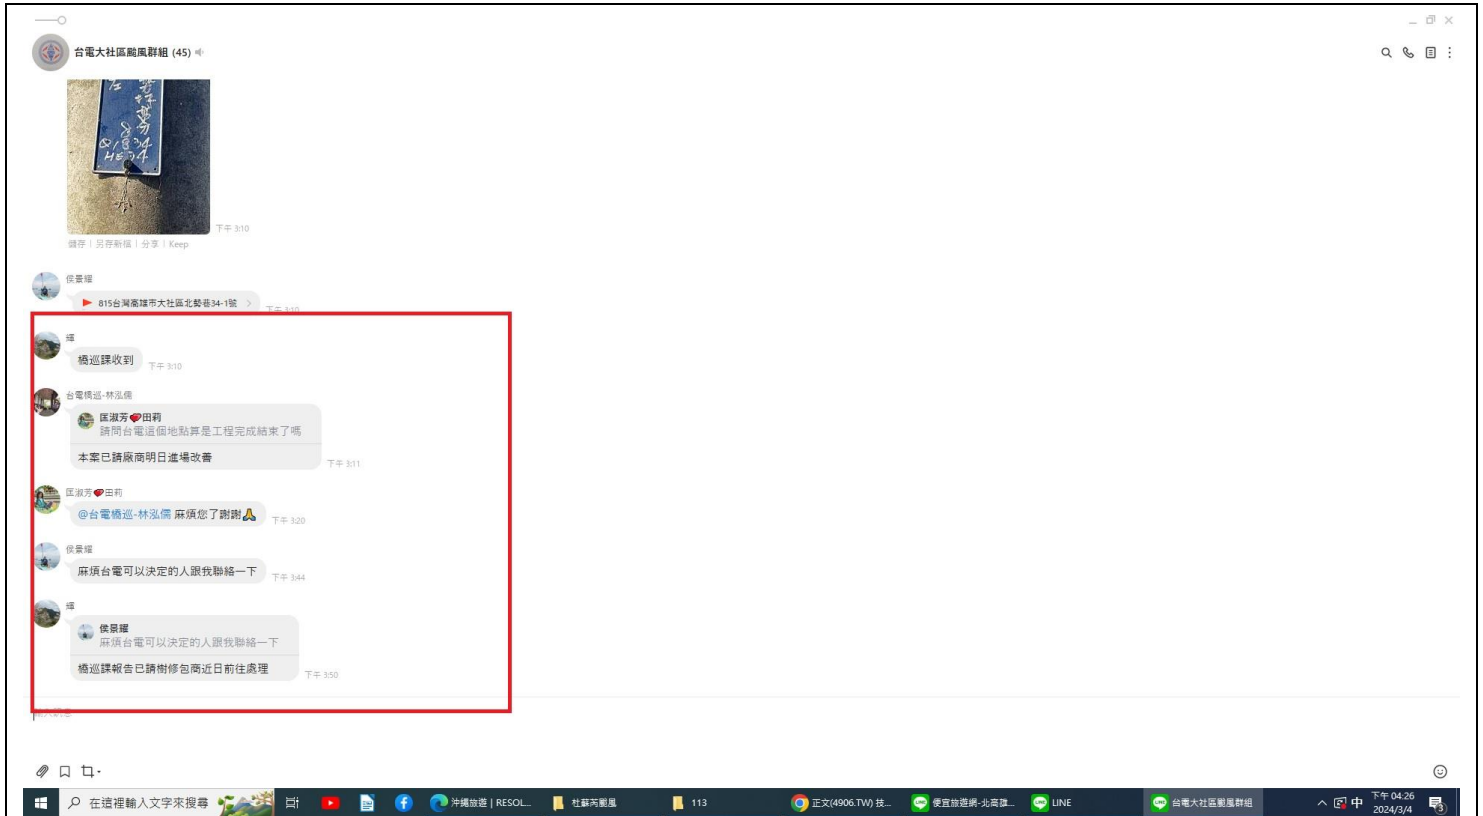 台電大社區颱風群組 (45)
Q1834
HE34
下午 3:10
儲存 | 另存新檔 | 分享 | Keep
侯景耀
815台灣高雄市大社區北勢巷34-1號
下午 3:10
輝
橋巡課收到
下午 3:10
台電橋巡-林泓儒
匡淑芳❤田莉
請問台電這個地點算是工程完成結束了嗎
本案已請廠商明日進場改善
下午 3:11
匡淑芳❤田莉
@台電橋巡-林泓儒 麻煩您了謝謝🙏
下午 3:20
侯景耀
麻煩台電可以決定的人跟我聯絡一下
下午 3:44
輝
侯景耀
麻煩台電可以決定的人跟我聯絡一下
橋巡課報告已請樹修包商近日前往處理
下午 3:50
在這裡輸入文字來搜尋
沖繩旅遊 | RESOL...
杜蘇芮颱風
113
正文(4906.TW) 技...
便宜旅遊網-北高雄...
LINE
台電大社區颱風群組
中
下午 04:26
2024/3/4
3